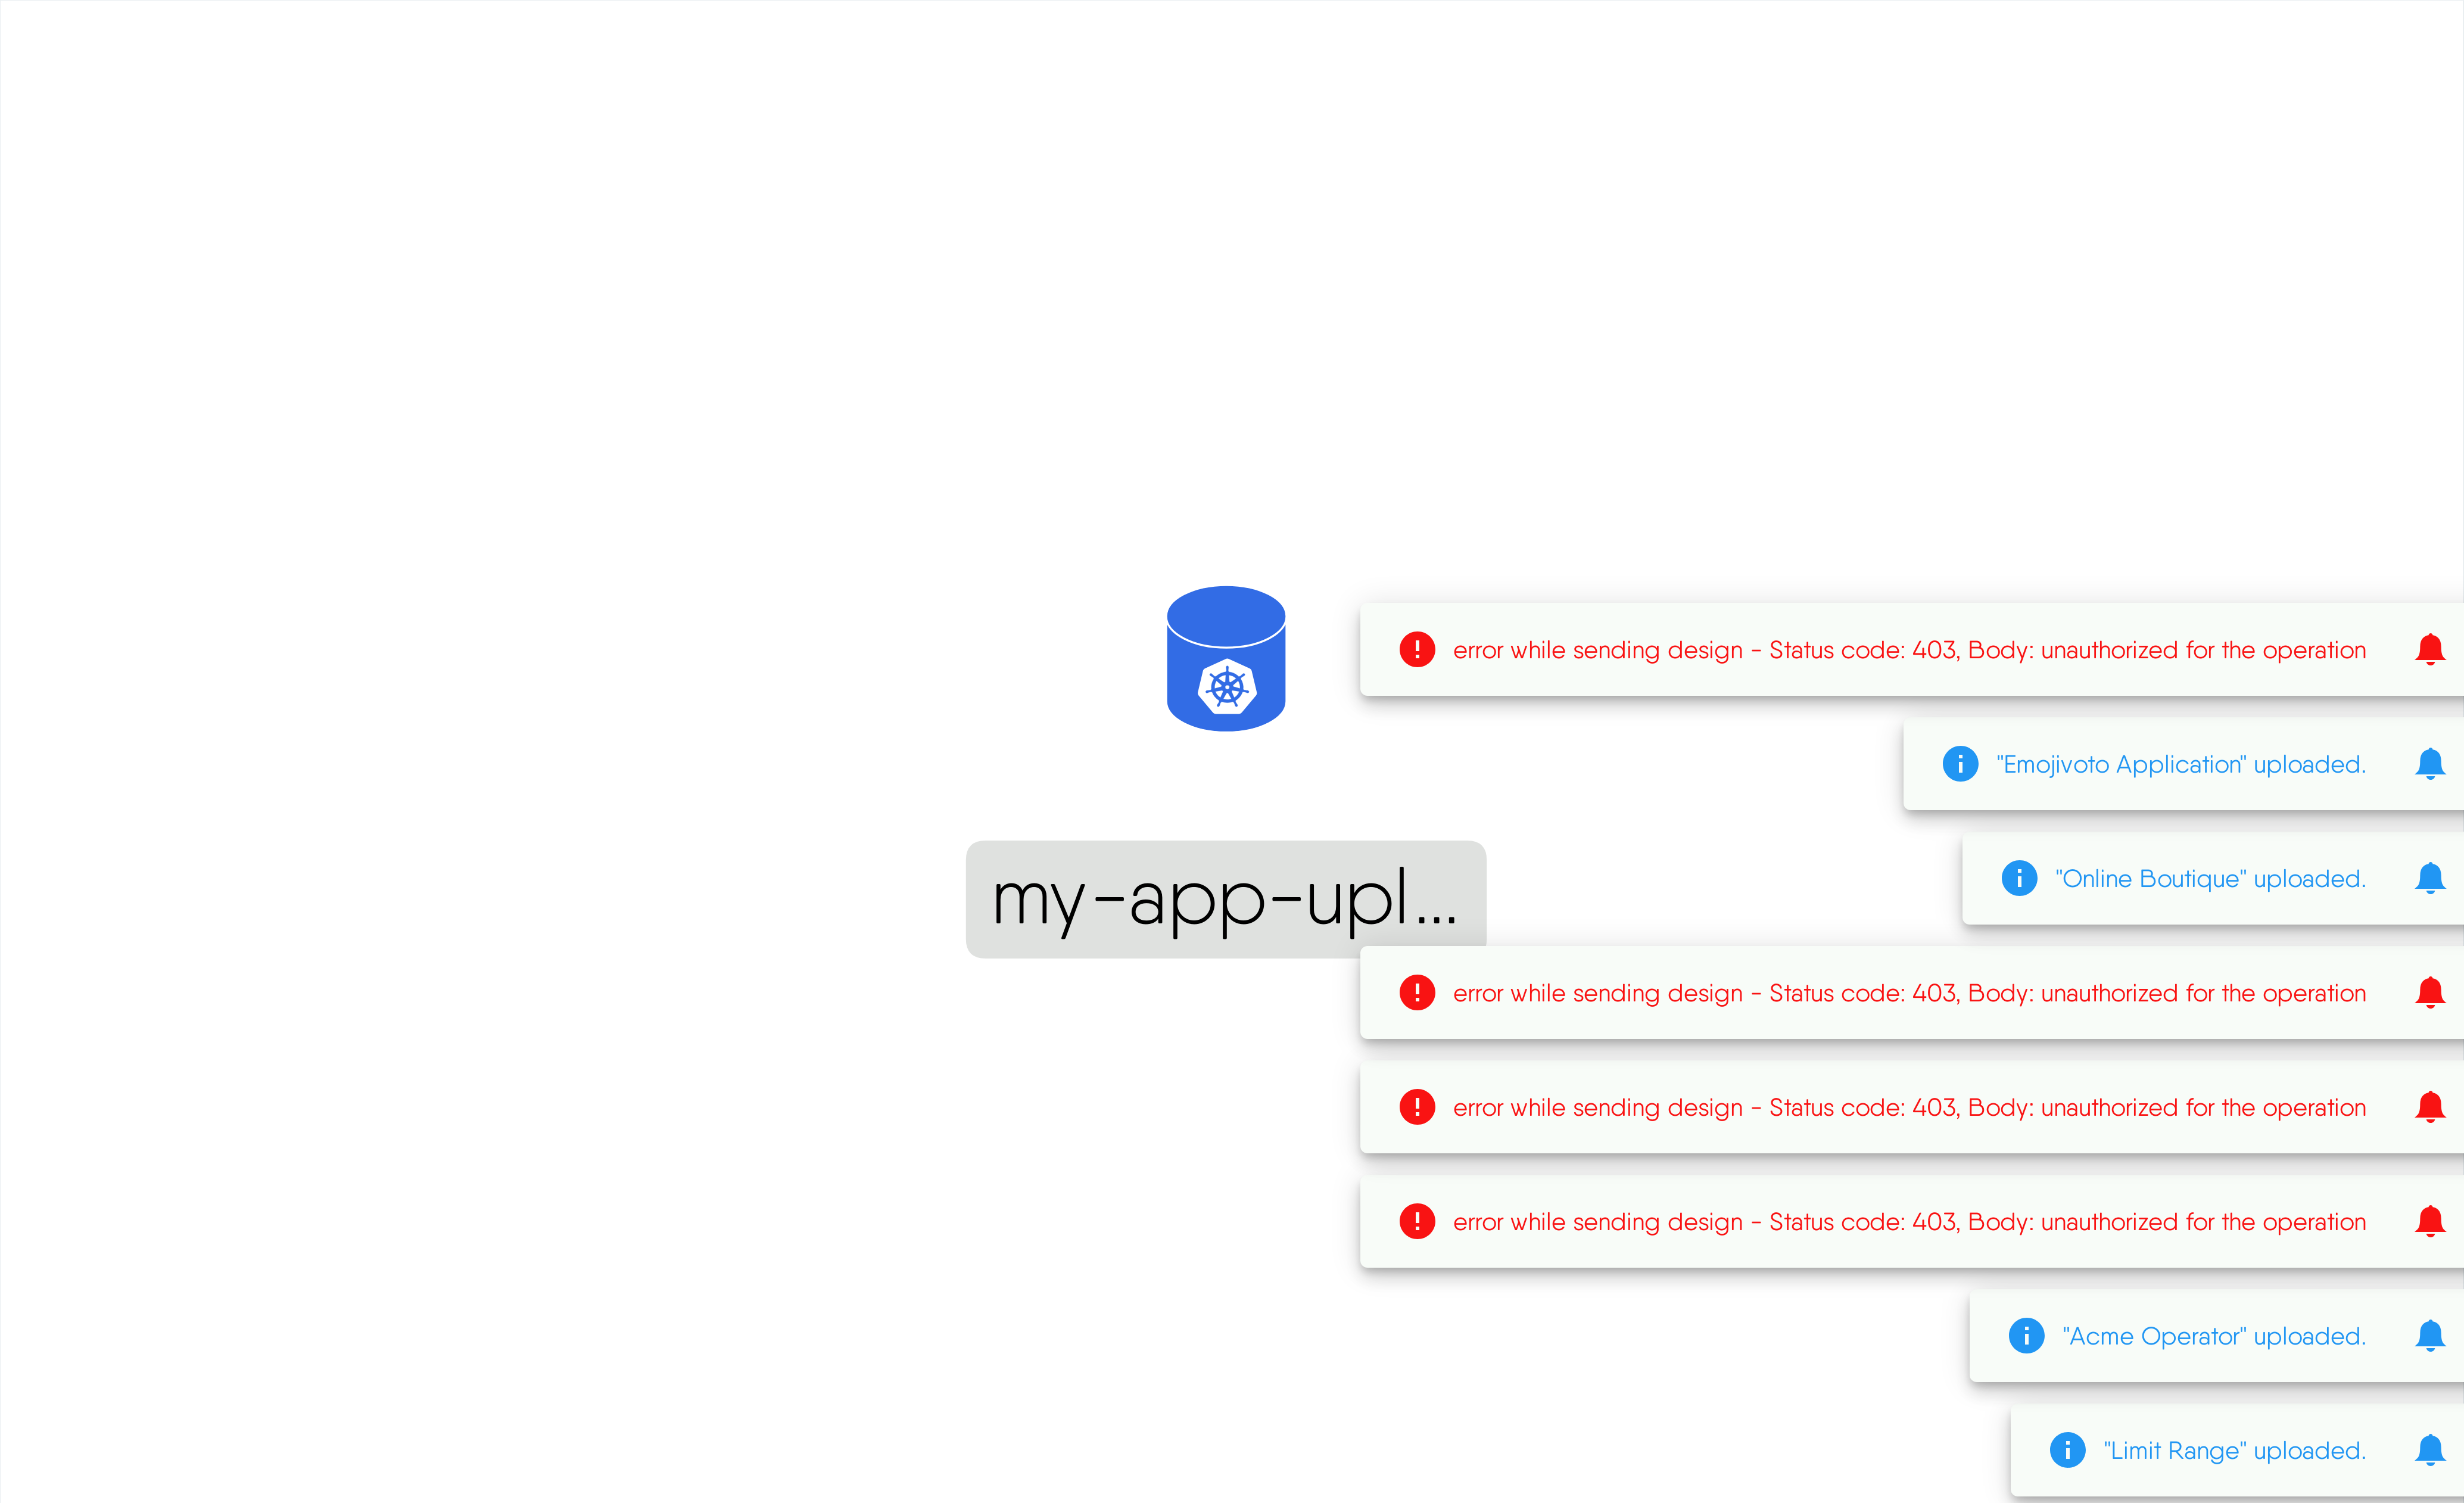 error while sending design - Status code: 403, Body: unauthorized for the operation
"Emojivoto Application" uploaded.
"Online Boutique" uploaded.
my-app-upl...
error while sending design - Status code: 403, Body: unauthorized for the operation
error while sending design - Status code: 403, Body: unauthorized for the operation
error while sending design - Status code: 403, Body: unauthorized for the operation
"Acme Operator" uploaded.
"Limit Range" uploaded.